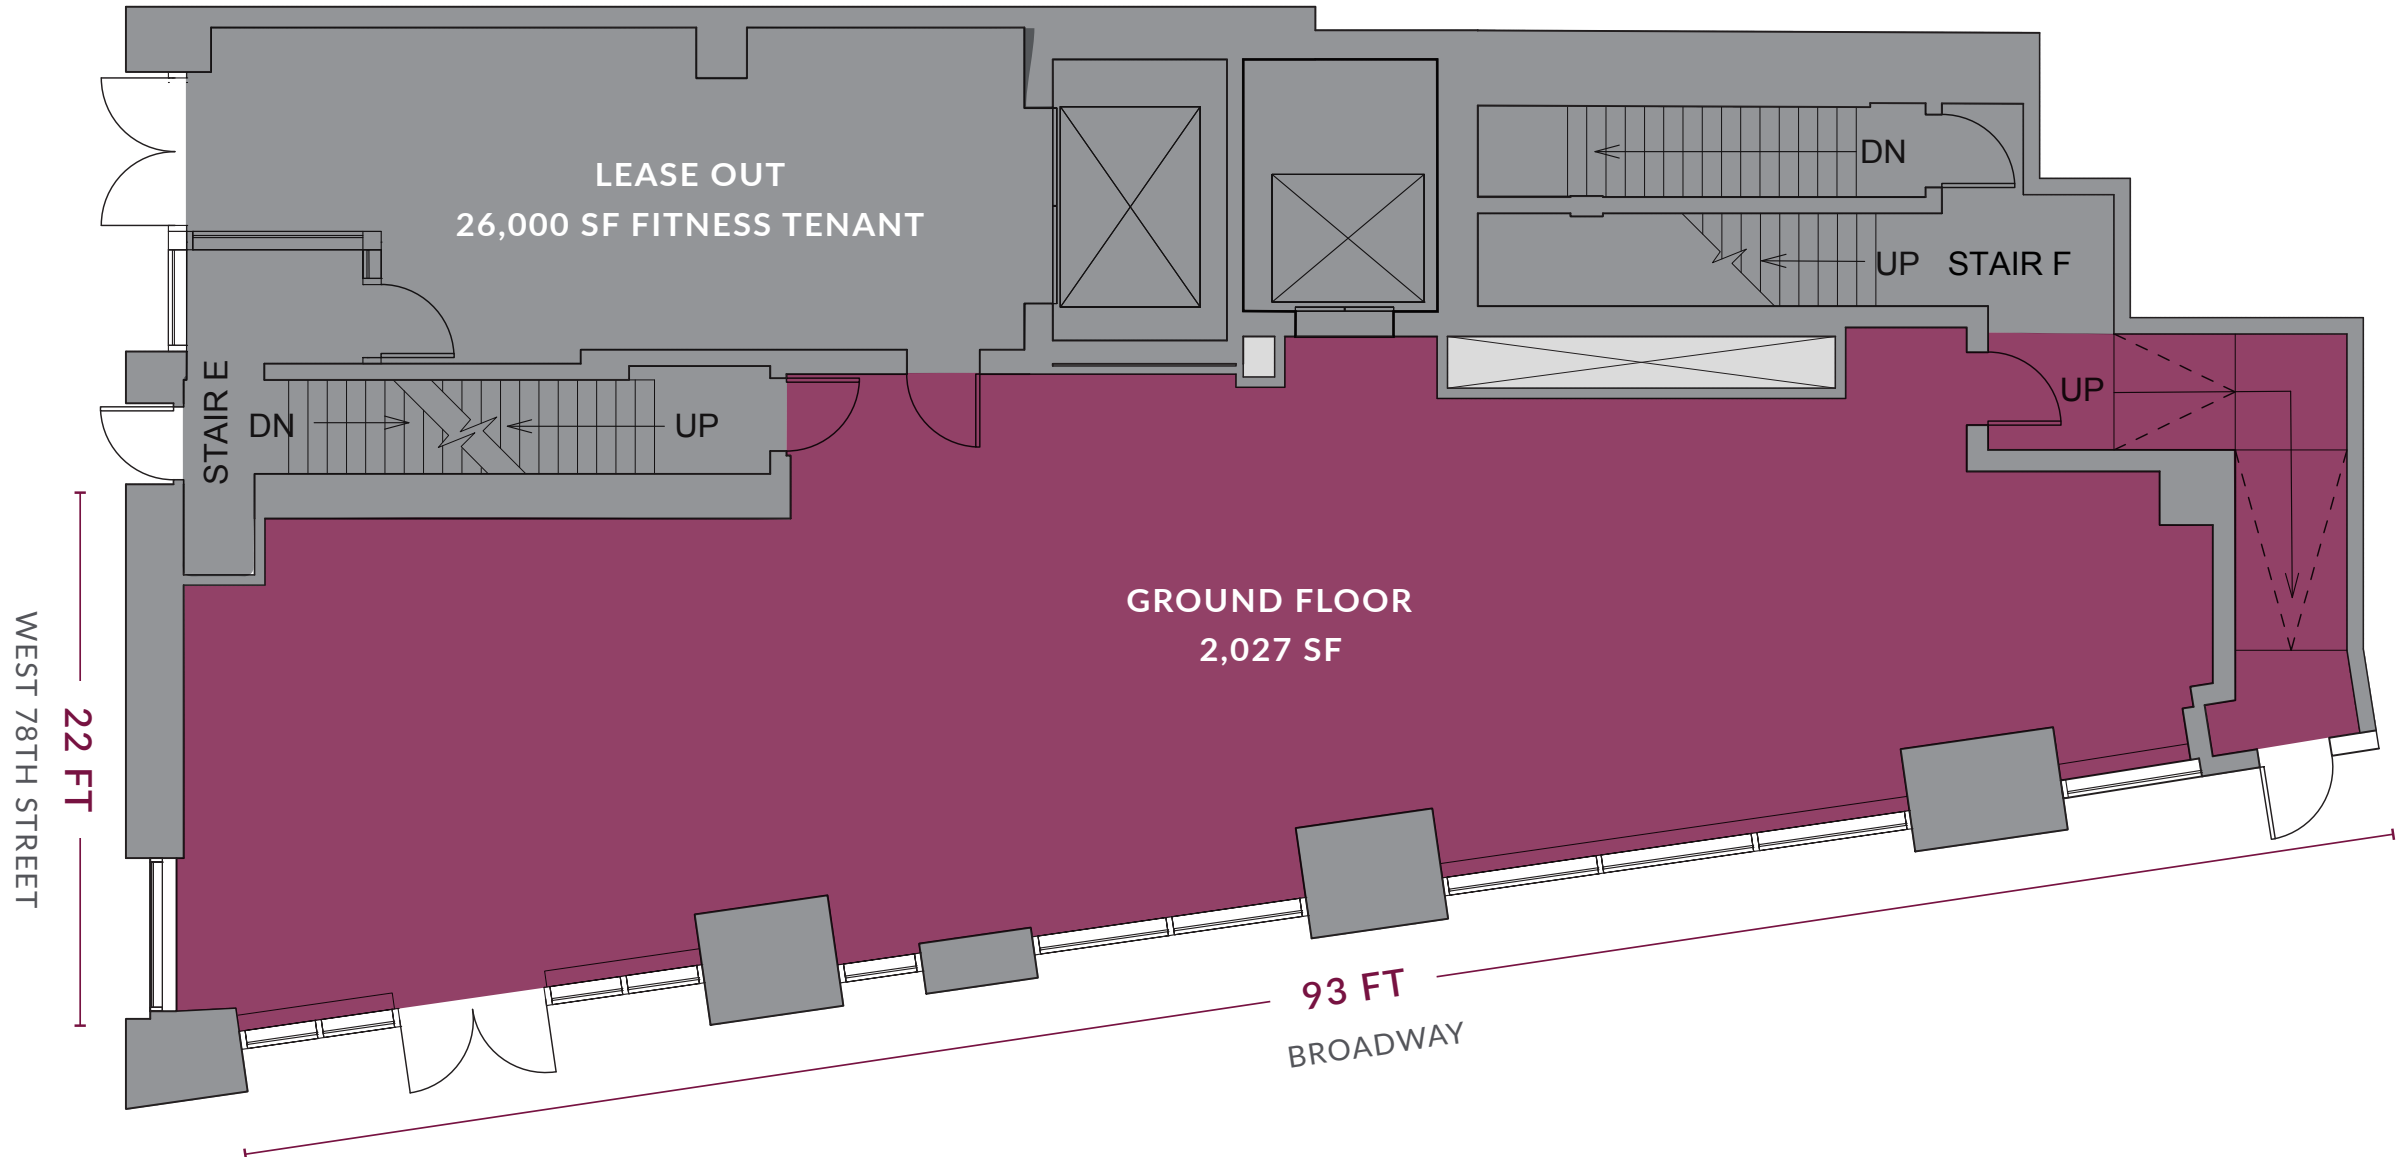 LEASE OUT
26,000 SF FITNESS TENANT
DN
UP STAIR F
STAIR E
DN
UP
UP
GROUND FLOOR
2,027 SF
WEST 78TH STREET
22 FT
93 FT
BROADWAY